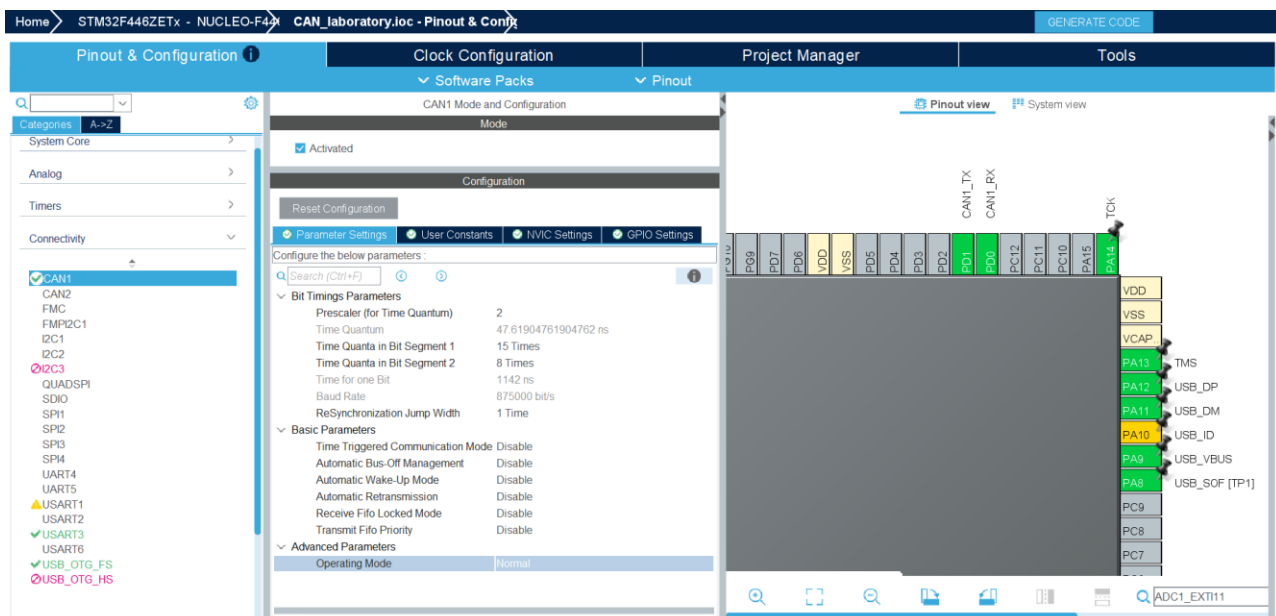 Home STM32F446ZETx - NUCLEO-F44 CAN_laboratory.ioc - Pinout & Config GENERATE CODE
Pinout & Configuration Clock Configuration Project Manager Tools
Software Packs Pinout
Categories A->Z
System Core
Analog
Timers
Connectivity
CAN1
CAN2
FMC
FMPI2C1
I2C1
I2C2
I2C3
QUADSPI
SDIO
SPI1
SPI2
SPI3
SPI4
UART4
UART5
USART1
USART2
USART3
USART6
USB_OTG_FS
USB_OTG_HS
CAN1 Mode and Configuration
Mode
Activated
Configuration
Reset Configuration
Parameter Settings User Constants NVIC Settings GPIO Settings
Configure the below parameters :
Search (Ctrl+F)
Bit Timings Parameters
Prescaler (for Time Quantum) 2
Time Quantum 47.61904761904762 ns
Time Quanta in Bit Segment 1 15 Times
Time Quanta in Bit Segment 2 8 Times
Time for one Bit 1142 ns
Baud Rate 875000 bit/s
ReSynchronization Jump Width 1 Time
Basic Parameters
Time Triggered Communication Mode Disable
Automatic Bus-Off Management Disable
Automatic Wake-Up Mode Disable
Automatic Retransmission Disable
Receive Fifo Locked Mode Disable
Transmit Fifo Priority Disable
Advanced Parameters
Operating Mode Normal
Pinout view System view
CAN1_TX CAN1_RX TCK
PG9 PD7 PD6 VDD VSS PD5 PD4 PD3 PD2 PD1 PD0 PC12 PC11 PC10 PA15 PA14
VDD
VSS
VCAP..
PA13 TMS
PA12 USB_DP
PA11 USB_DM
PA10 USB_ID
PA9 USB_VBUS
PA8 USB_SOF [TP1]
PC9
PC8
PC7
ADC1_EXTI11